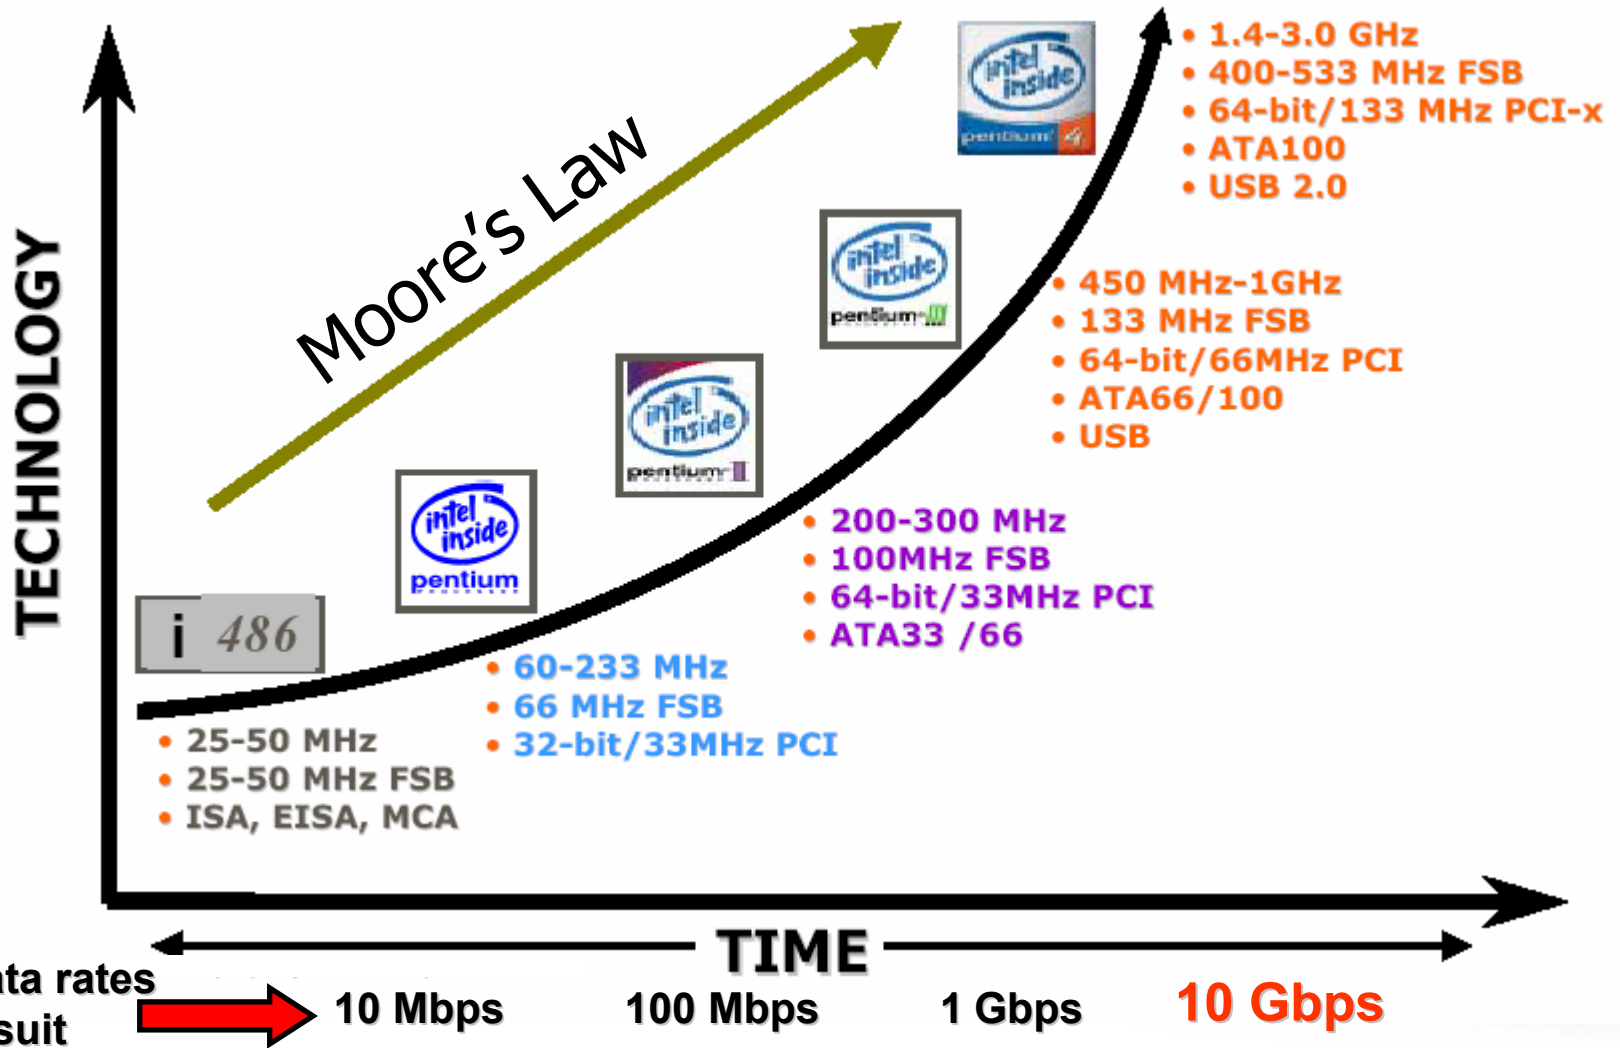 TECHNOLOGY
Moore's Law
i 486
• 25-50 MHz
• 25-50 MHz FSB
• ISA, EISA, MCA
intel
inside
pentium
• 60-233 MHz
• 66 MHz FSB
• 32-bit/33MHz PCI
intel
inside
pentium II
• 200-300 MHz
• 100MHz FSB
• 64-bit/33MHz PCI
• ATA33 /66
intel
inside
pentium III
• 450 MHz-1GHz
• 133 MHz FSB
• 64-bit/66MHz PCI
• ATA66/100
• USB
intel
inside
pentium 4
• 1.4-3.0 GHz
• 400-533 MHz FSB
• 64-bit/133 MHz PCI-x
• ATA100
• USB 2.0
TIME
ata rates
suit
10 Mbps 100 Mbps 1 Gbps 10 Gbps